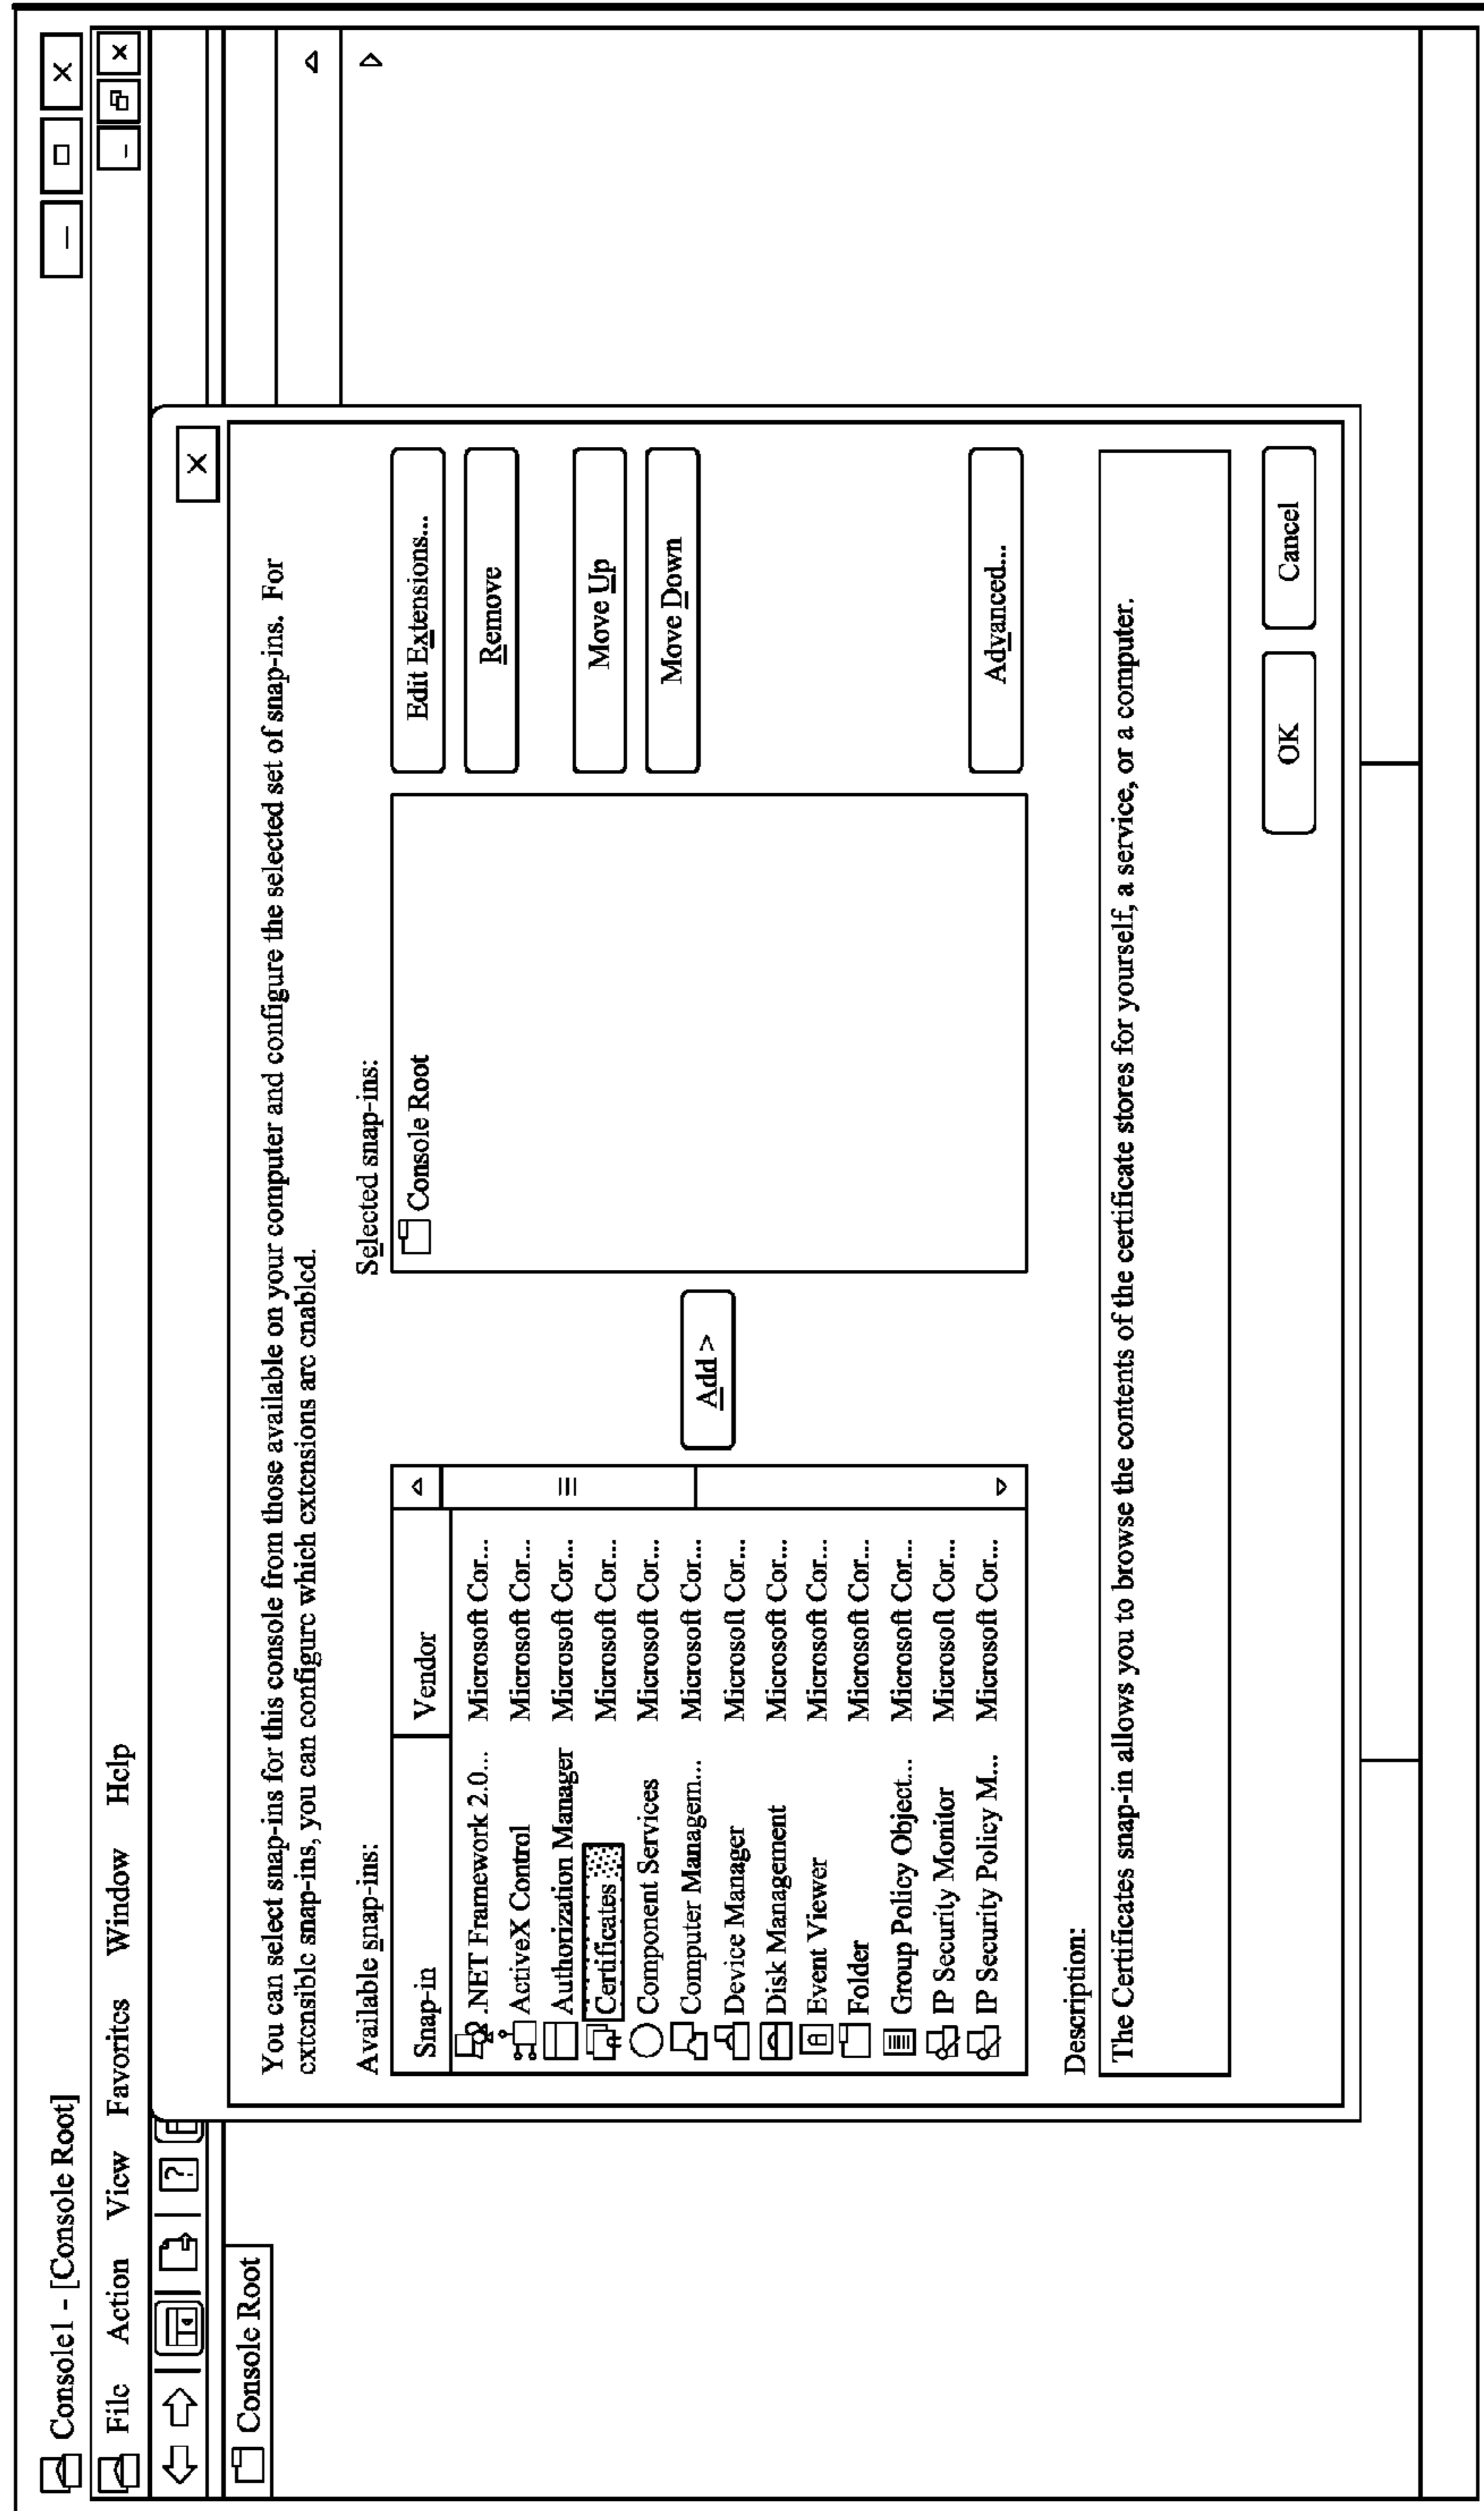 Console1 - [Console Root]
File Action View Favorites Window Help
Console Root
You can select snap-ins for this console from those available on your computer and configure the selected set of snap-ins. For
extensible snap-ins, you can configure which extensions are enabled.
Available snap-ins:
Selected snap-ins:
Snap-in Vendor
.NET Framework 2.0... Microsoft Cor...
ActiveX Control Microsoft Cor...
Authorization Manager Microsoft Cor...
Certificates Microsoft Cor...
Component Services Microsoft Cor...
Computer Managem... Microsoft Cor...
Device Manager Microsoft Cor...
Disk Management Microsoft Cor...
Event Viewer Microsoft Cor...
Folder Microsoft Cor...
Group Policy Object... Microsoft Cor...
IP Security Monitor Microsoft Cor...
IP Security Policy M... Microsoft Cor...
Add >
Console Root
Edit Extensions...
Remove
Move Up
Move Down
Advanced...
Description:
The Certificates snap-in allows you to browse the contents of the certificate stores for yourself, a service, or a computer.
OK Cancel